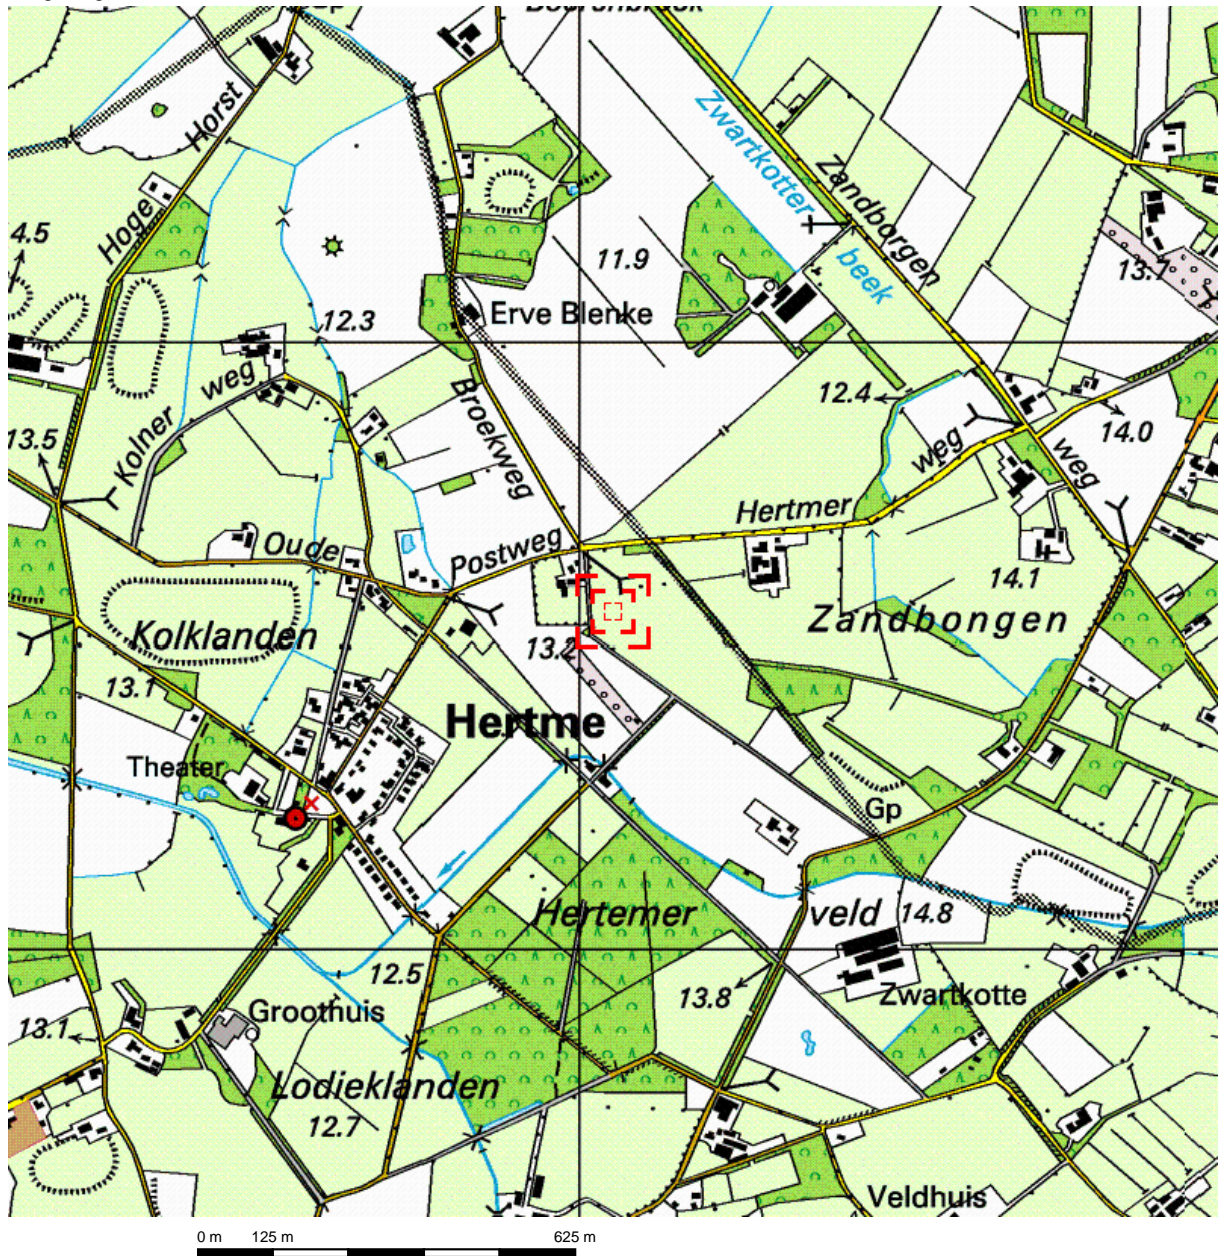 Horst
Zwartkotter
Zandborgen
Hoge
4.5
beek
11.9
13.7
12.3
Erve Blenke
weg
Broekweg
12.4
13.5
Kolner
weg
14.0
weg
Hertmer
Oude
Postweg
14.1
Kolklanden
13.2
Zandbongen
13.1
Hertme
Theater
Gp
Hertemer
veld
14.8
12.5
13.8
Zwartkotte
Groothuis
13.1
Lodieklanden
12.7
Veldhuis
0 m
125 m
625 m